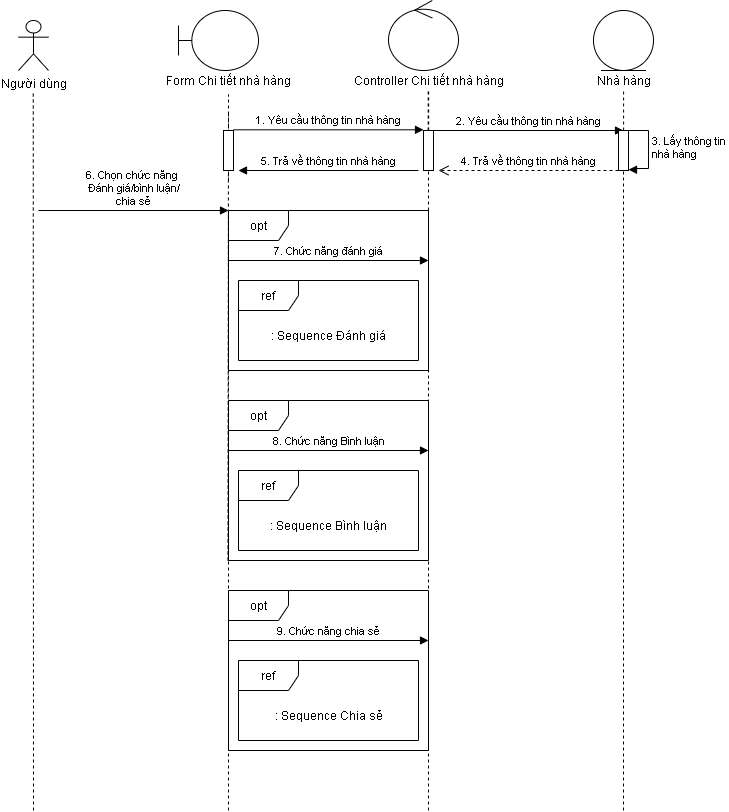 Người dùng
Form Chi tiết nhà hàng
Controller Chi tiết nhà hàng
Nhà hàng
1. Yêu cầu thông tin nhà hàng
2. Yêu cầu thông tin nhà hàng
3. Lấy thông tin
nhà hàng
5. Trả về thông tin nhà hàng
4. Trả về thông tin nhà hàng
6. Chọn chức năng
Đánh giá/bình luận/
chia sẻ
opt
7. Chức năng đánh giá
ref
: Sequence Đánh giá
opt
8. Chức năng Bình luận
ref
: Sequence Bình luận
opt
9. Chức năng chia sẻ
ref
: Sequence Chia sẻ